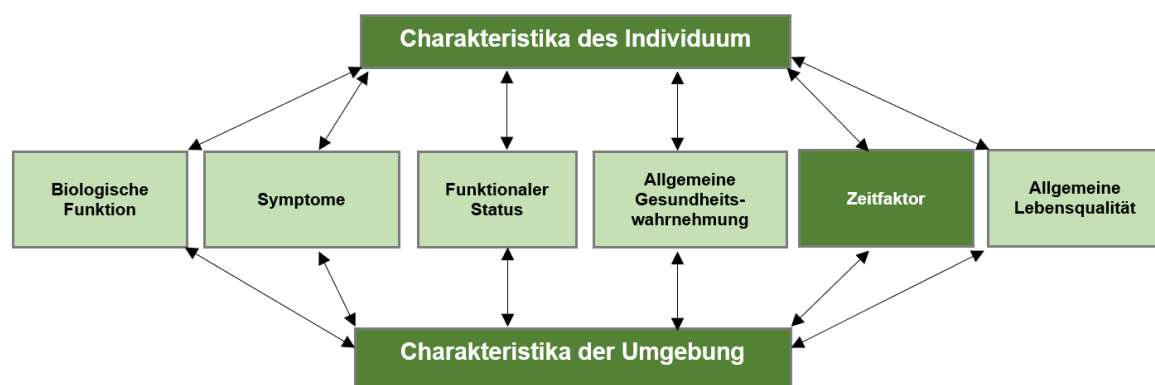 Charakteristika des Individuum
Biologische
Funktion
Symptome
Funktionaler
Status
Allgemeine
Gesundheits-
wahrnehmung
Zeitfaktor
Allgemeine
Lebensqualität
Charakteristika der Umgebung